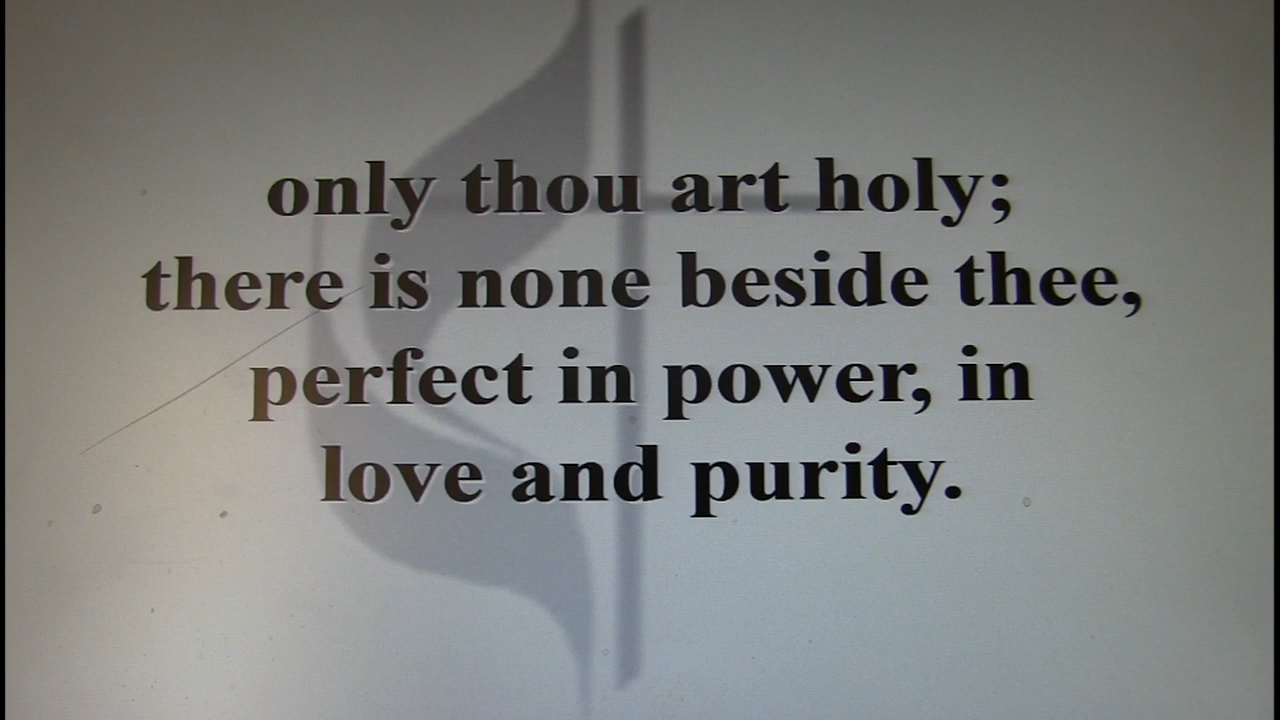 only thou art holy;
there is none beside thee,
perfect in power, in
love and purity.